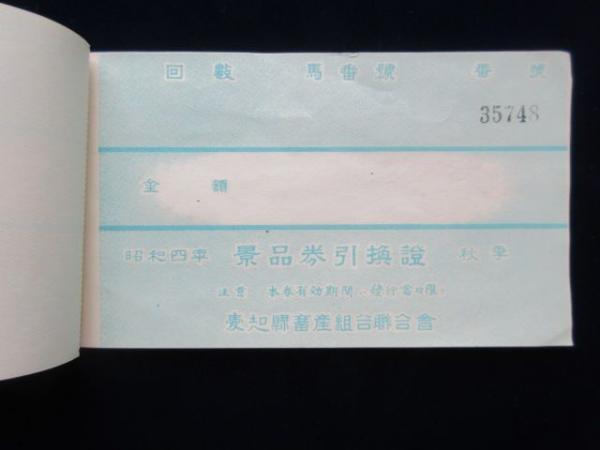 回數 馬番號 番號
35748
金額
昭和四年 景品券引換證 秋季
注意 本券有効期間ハ發行當日限リ
愛知縣畜產組合聯合會